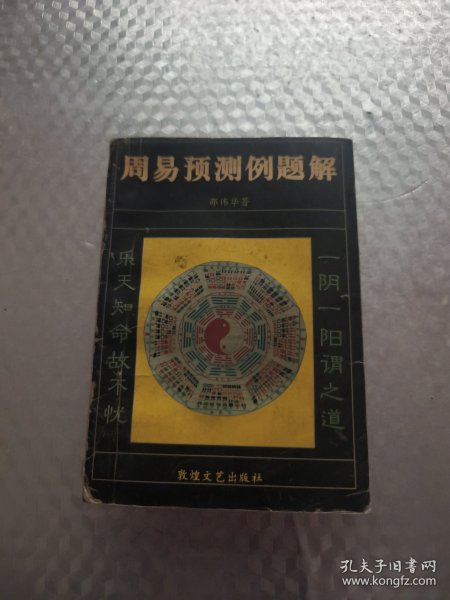 周易预测例题解
邵伟华著
一阴一阳谓之道
乐天知命故不忧
敦煌文艺出版社
孔夫子旧书网
www.kongfz.com